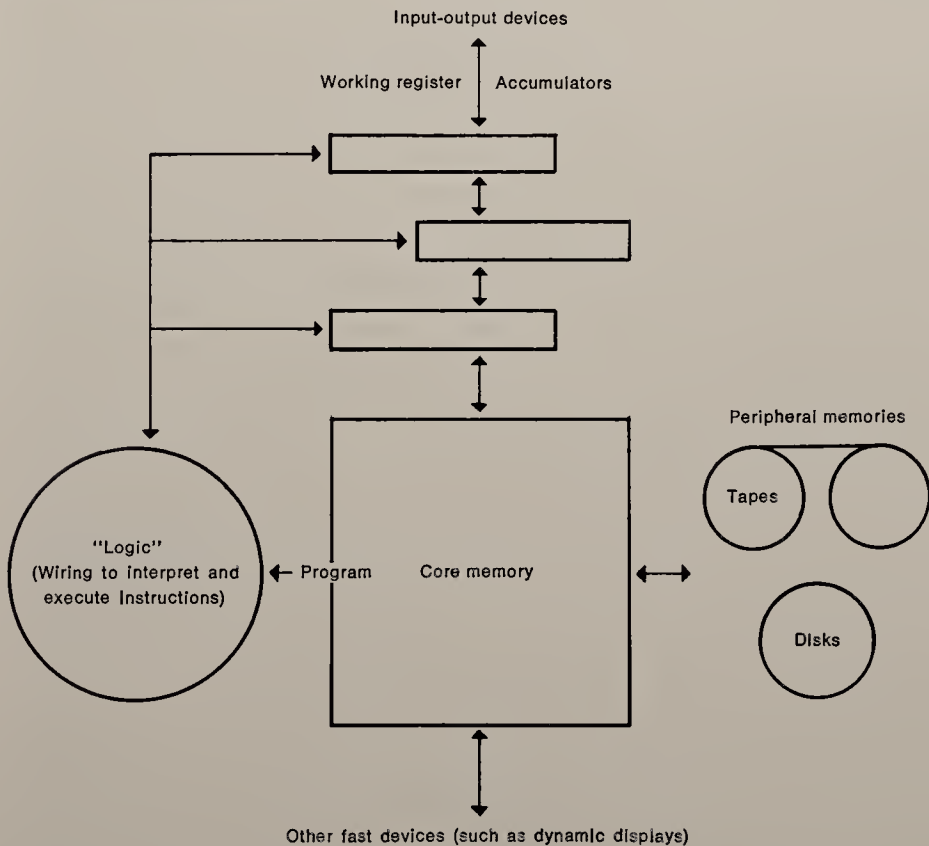 Input-output devices
Working register Accumulators
Peripheral memories
Tapes
"Logic"
(Wiring to interpret and
execute Instructions)
Program
Core memory
Disks
Other fast devices (such as dynamic displays)